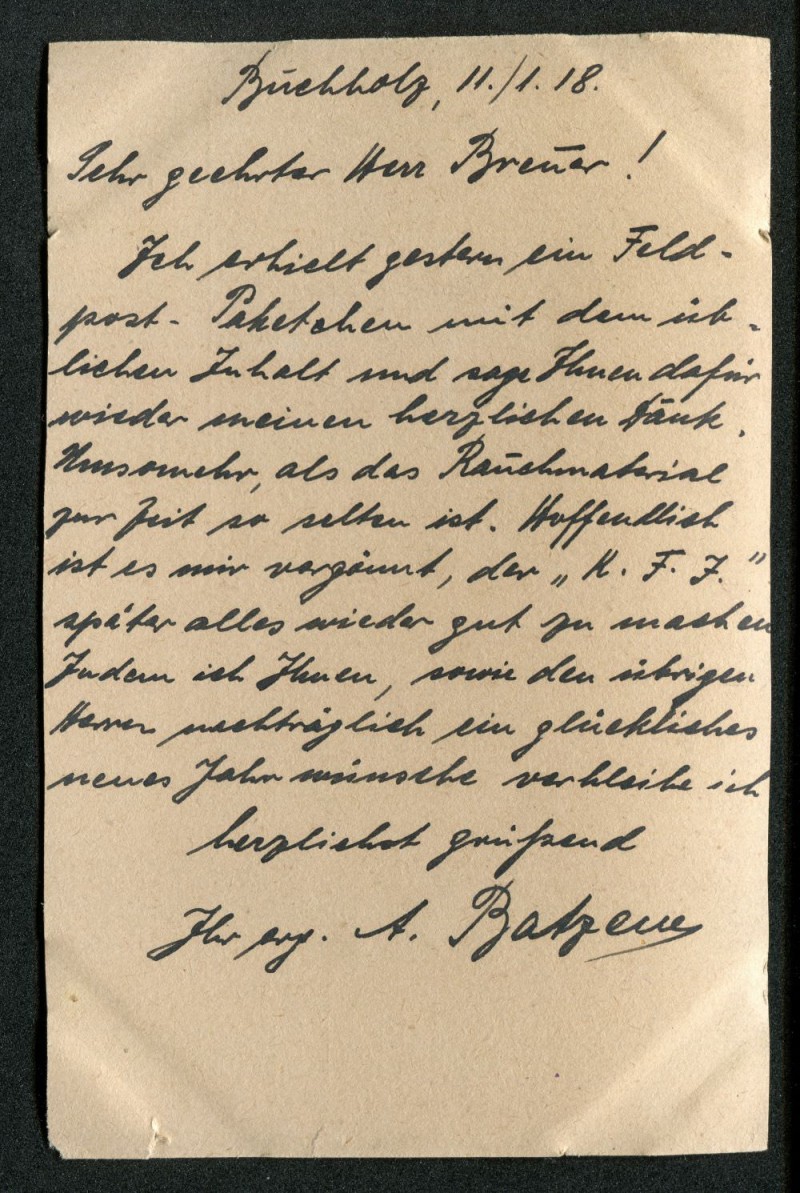 Buchholz, 11./1.18.
Sehr geehrter Herr Breuer!
Ich erhielt gestern ein Feld-
post-Paketchen mit dem üb-
lichen Inhalt und sage Ihnen dafür
wieder meinen herzlichen Dank.
Umsomehr, als das Rauchmaterial
zur Zeit so selten ist. Hoffendlich
ist es mir vergönnt, der „K. F. J."
später alles wieder gut zu machen
Indem ich Ihnen, sowie den übrigen
Herren nachträglich ein glückliches
neues Jahr wünsche verbleibe ich
herzlichst grüßend
Ihr erg. A. Batzem